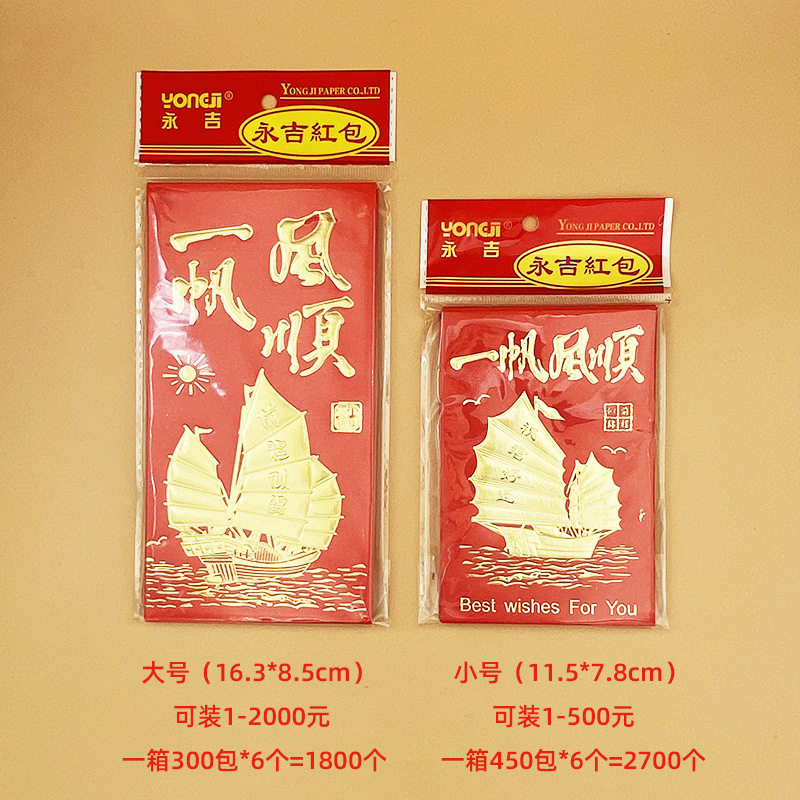 YONGJI®
永吉
YONG JI PAPER CO.,LTD
永吉紅包
一帆
風順
YONGJI®
永吉
YONG JI PAPER CO.,LTD
永吉紅包
一帆風順
Best wishes For You
大号（16.3*8.5cm）
可装1-2000元
一箱300包*6个=1800个
小号（11.5*7.8cm）
可装1-500元
一箱450包*6个=2700个